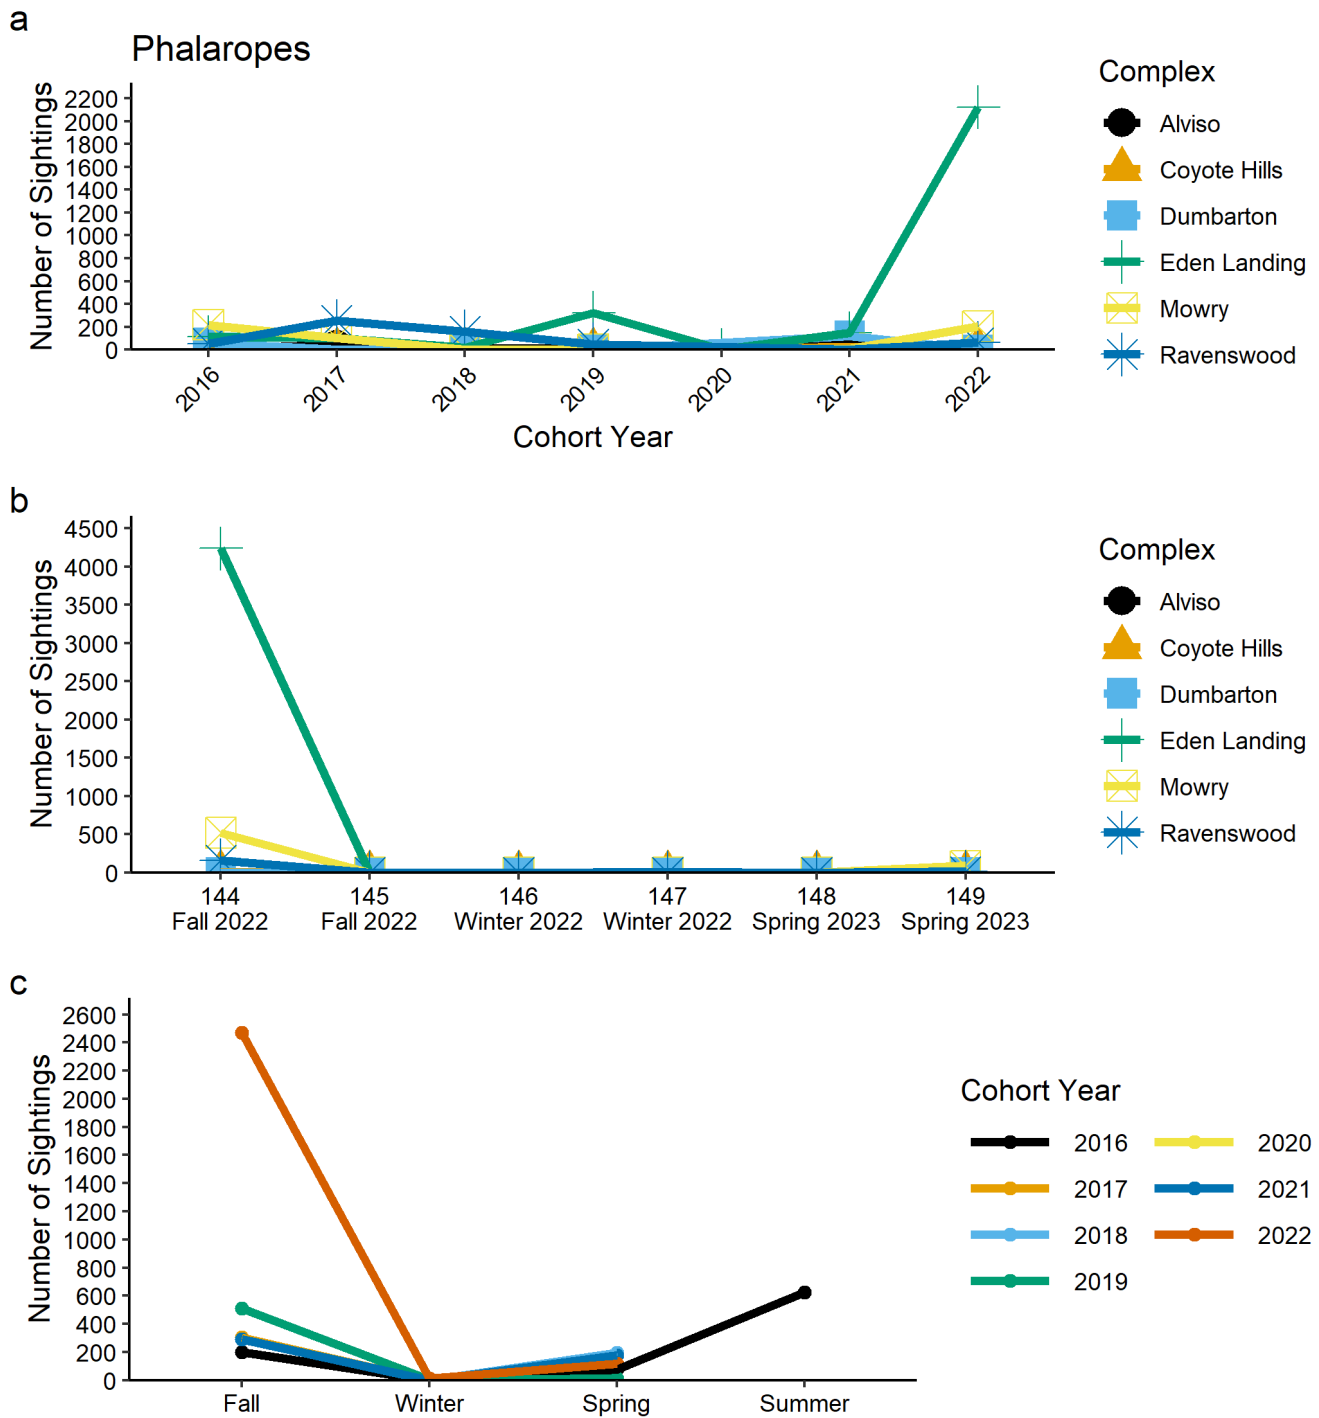 a
Phalaropes
Number of Sightings
2200
2000
1800
1600
1400
1200
1000
800
600
400
200
0
2016
2017
2018
2019
2020
2021
2022
Cohort Year
Complex
Alviso
Coyote Hills
Dumbarton
Eden Landing
Mowry
Ravenswood
b
Number of Sightings
4500
4000
3500
3000
2500
2000
1500
1000
500
0
144 145 146 147 148 149
Fall 2022 Fall 2022 Winter 2022 Winter 2022 Spring 2023 Spring 2023
Complex
Alviso
Coyote Hills
Dumbarton
Eden Landing
Mowry
Ravenswood
c
Number of Sightings
2600
2400
2200
2000
1800
1600
1400
1200
1000
800
600
400
200
0
Fall Winter Spring Summer
Cohort Year
2016 2020
2017 2021
2018 2022
2019